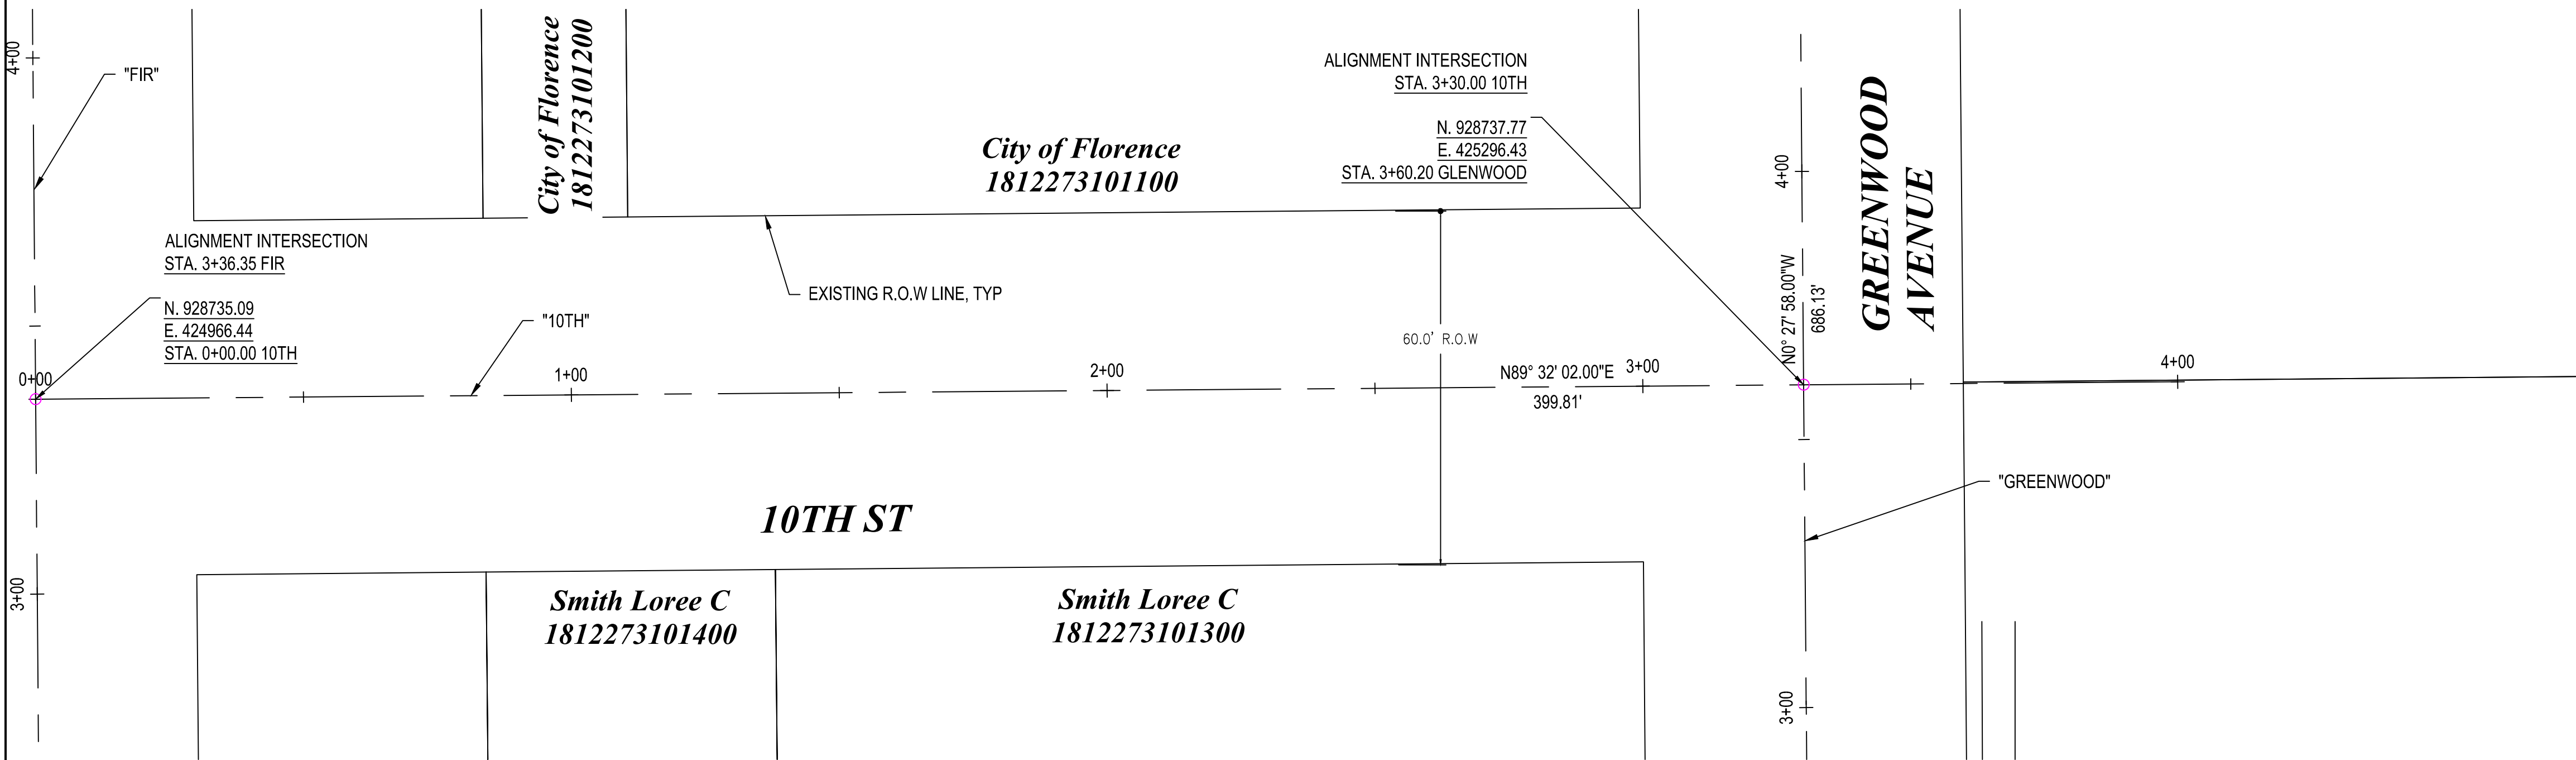 4+00
"FIR"
City of Florence
1812273101200
ALIGNMENT INTERSECTION
STA. 3+30.00 10TH
N. 928737.77
E. 425296.43
STA. 3+60.20 GLENWOOD
City of Florence
1812273101100
4+00
GREENWOOD
AVENUE
ALIGNMENT INTERSECTION
STA. 3+36.35 FIR
N. 928735.09
E. 424966.44
STA. 0+00.00 10TH
EXISTING R.O.W LINE, TYP
"10TH"
60.0' R.O.W
N0° 27' 58.00"W
686.13'
0+00
1+00
2+00
N89° 32' 02.00"E
399.81'
3+00
4+00
"GREENWOOD"
10TH ST
3+00
Smith Loree C
1812273101400
Smith Loree C
1812273101300
3+00